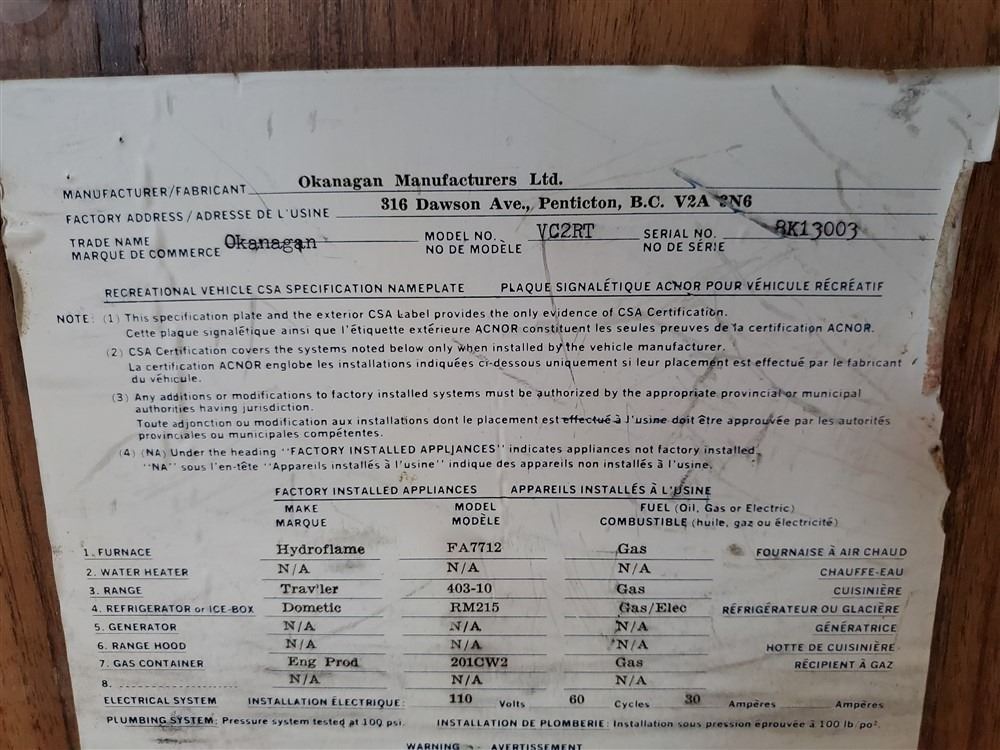 MANUFACTURER/FABRICANT Okanagan Manufacturers Ltd.
FACTORY ADDRESS / ADRESSE DE L'USINE 316 Dawson Ave., Penticton, B.C. V2A 3N6
TRADE NAME Okanagan MODEL NO. VC2RT SERIAL NO. 8K13003
MARQUE DE COMMERCE NO DE MODÈLE NO DE SÉRIE
RECREATIONAL VEHICLE CSA SPECIFICATION NAMEPLATE PLAQUE SIGNALÉTIQUE ACNOR POUR VÉHICULE RÉCRÉATIF
NOTE: (1) This specification plate and the exterior CSA Label provides the only evidence of CSA Certification.
Cette plaque signalétique ainsi que l'étiquette extérieure ACNOR constituent les seules preuves de la certification ACNOR.
(2) CSA Certification covers the systems noted below only when installed by the vehicle manufacturer.
La certification ACNOR englobe les installations indiquées ci-dessous uniquement si leur placement est effectué par le fabricant
du véhicule.
(3) Any additions or modifications to factory installed systems must be authorized by the appropriate provincial or municipal
authorities having jurisdiction.
Toute adjonction ou modification aux installations dont le placement est effectué à l'usine doit être approuvée par les autorités
provinciales ou municipales compétentes.
(4) (NA) Under the heading "FACTORY INSTALLED APPLIANCES" indicates appliances not factory installed.
"NA" sous l'en-tête "Appareils installés à l'usine" indique des appareils non installés à l'usine.
FACTORY INSTALLED APPLIANCES APPAREILS INSTALLÉS À L'USINE
MAKE MODEL FUEL (Oil, Gas or Electric)
MARQUE MODÈLE COMBUSTIBLE (huile, gaz ou électricité)
1. FURNACE Hydroflame FA7712 Gas FOURNAISE À AIR CHAUD
2. WATER HEATER N/A N/A N/A CHAUFFE-EAU
3. RANGE Trav'ler 403-10 Gas CUISINIÈRE
4. REFRIGERATOR or ICE-BOX Dometic RM215 Gas/Elec RÉFRIGÉRATEUR OU GLACIÈRE
5. GENERATOR N/A N/A N/A GÉNÉRATRICE
6. RANGE HOOD N/A N/A N/A HOTTE DE CUISINIÈRE
7. GAS CONTAINER Eng Prod 201CW2 Gas RÉCIPIENT À GAZ
8. N/A N/A N/A
ELECTRICAL SYSTEM INSTALLATION ÉLECTRIQUE: 110 Volts 60 Cycles 30 Ampères Ampères
PLUMBING SYSTEM: Pressure system tested at 100 psi. INSTALLATION DE PLOMBERIE: Installation sous pression éprouvée à 100 lb/po².
WARNING - AVERTISSEMENT